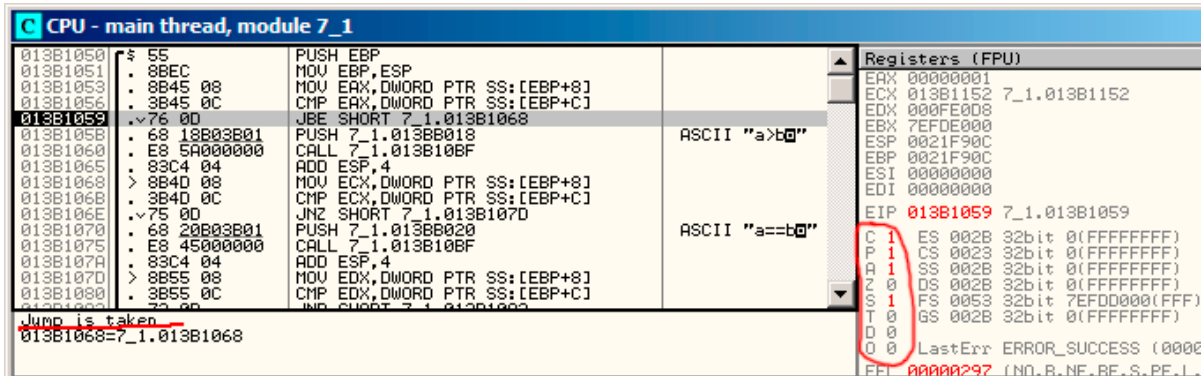 C CPU - main thread, module 7_1
013B1050 $ 55 PUSH EBP
013B1051 . 8BEC MOV EBP,ESP
013B1053 . 8B45 08 MOV EAX,DWORD PTR SS:[EBP+8]
013B1056 . 3B45 0C CMP EAX,DWORD PTR SS:[EBP+C]
013B1059 .v76 0D JBE SHORT 7_1.013B1068
013B105B . 68 18B03B01 PUSH 7_1.013BB018 ASCII "a>b◙"
013B1060 . E8 5A000000 CALL 7_1.013B10BF
013B1065 . 83C4 04 ADD ESP,4
013B1068 > 8B4D 08 MOV ECX,DWORD PTR SS:[EBP+8]
013B106B . 3B4D 0C CMP ECX,DWORD PTR SS:[EBP+C]
013B106E .v75 0D JNZ SHORT 7_1.013B107D
013B1070 . 68 20B03B01 PUSH 7_1.013BB020 ASCII "a==b◙"
013B1075 . E8 45000000 CALL 7_1.013B10BF
013B107A . 83C4 04 ADD ESP,4
013B107D > 8B55 08 MOV EDX,DWORD PTR SS:[EBP+8]
013B1080 . 3B55 0C CMP EDX,DWORD PTR SS:[EBP+C]
Jump is taken
013B1068=7_1.013B1068
Registers (FPU)
EAX 00000001
ECX 013B1152 7_1.013B1152
EDX 000FE0D8
EBX 7EFDE000
ESP 0021F90C
EBP 0021F90C
ESI 00000000
EDI 00000000
EIP 013B1059 7_1.013B1059
C 1 ES 002B 32bit 0(FFFFFFFF)
P 1 CS 0023 32bit 0(FFFFFFFF)
A 1 SS 002B 32bit 0(FFFFFFFF)
Z 0 DS 002B 32bit 0(FFFFFFFF)
S 1 FS 0053 32bit 7EFDD000(FFF)
T 0 GS 002B 32bit 0(FFFFFFFF)
D 0
O 0 LastErr ERROR_SUCCESS (0000
EFL 00000297 (NO,B,NE,BE,S,PE,L,